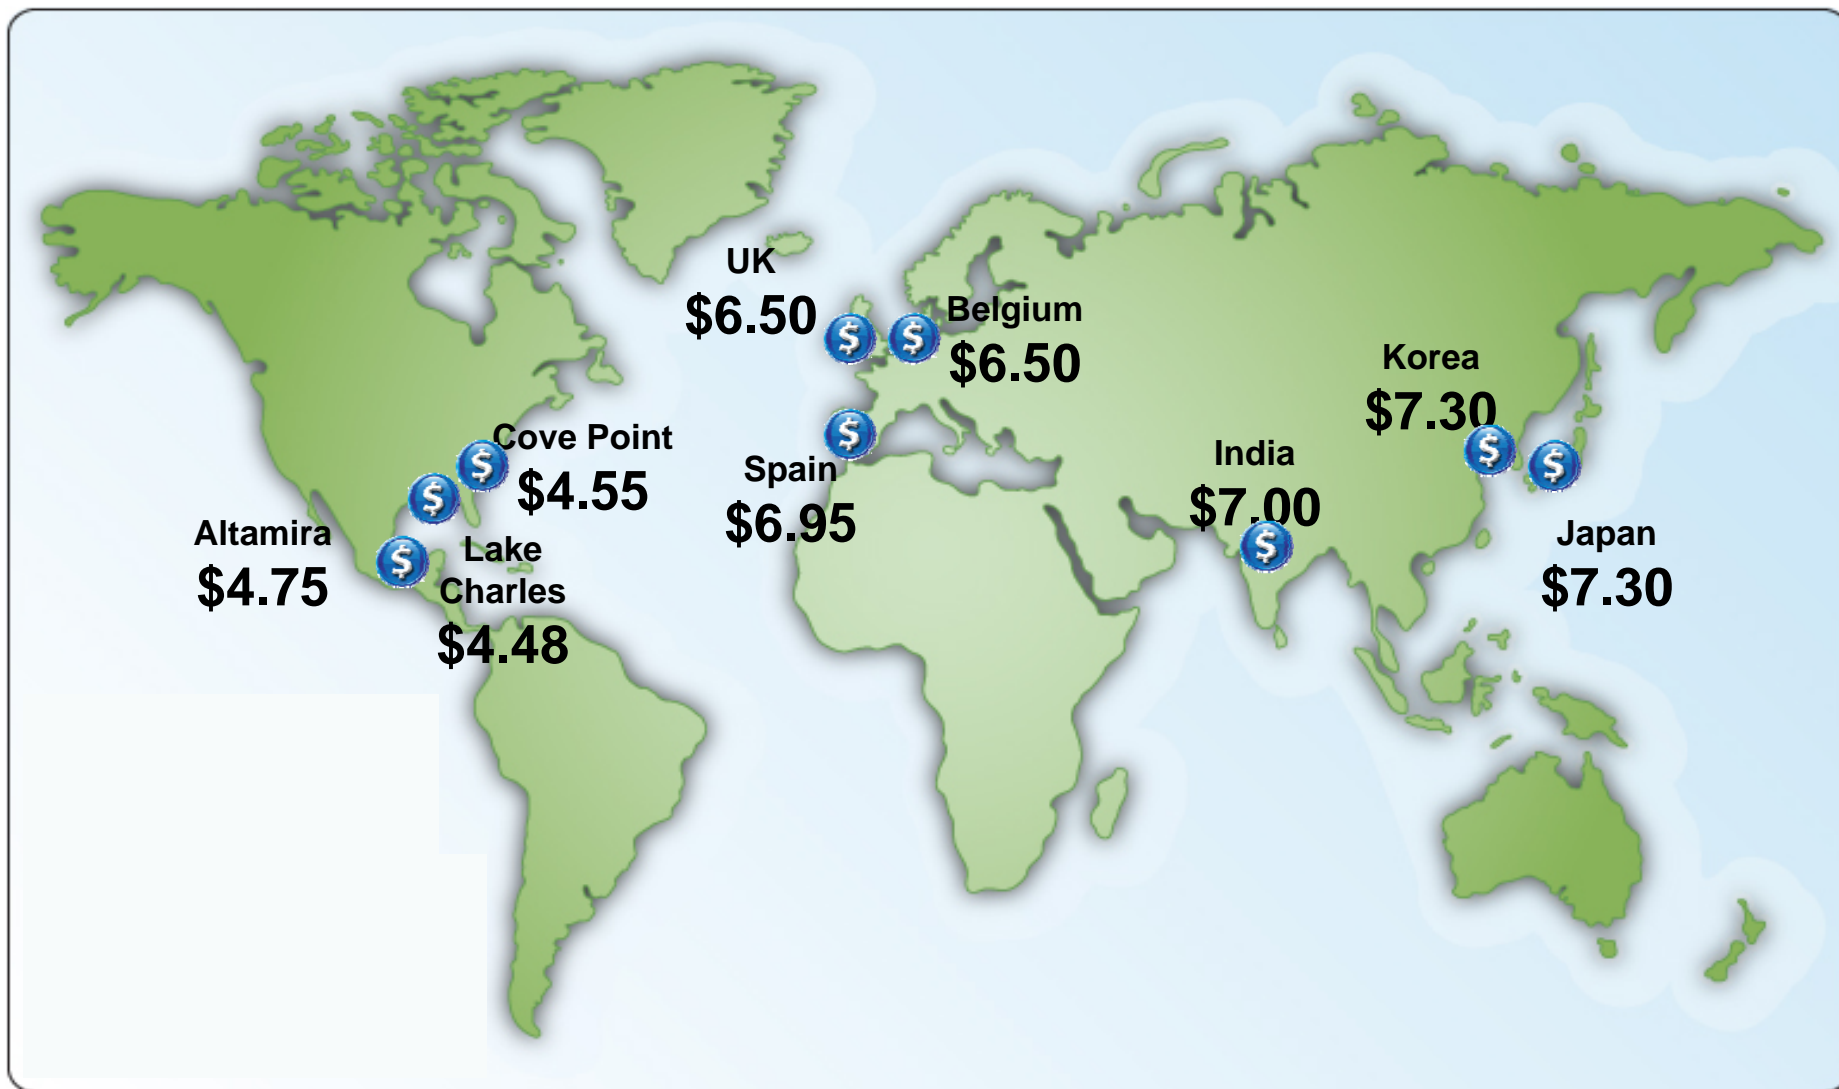 UK
$6.50
Belgium
$6.50
Korea
$7.30
Cove Point
$4.55
Spain
$6.95
India
$7.00
Altamira
$4.75
Lake
Charles
$4.48
Japan
$7.30